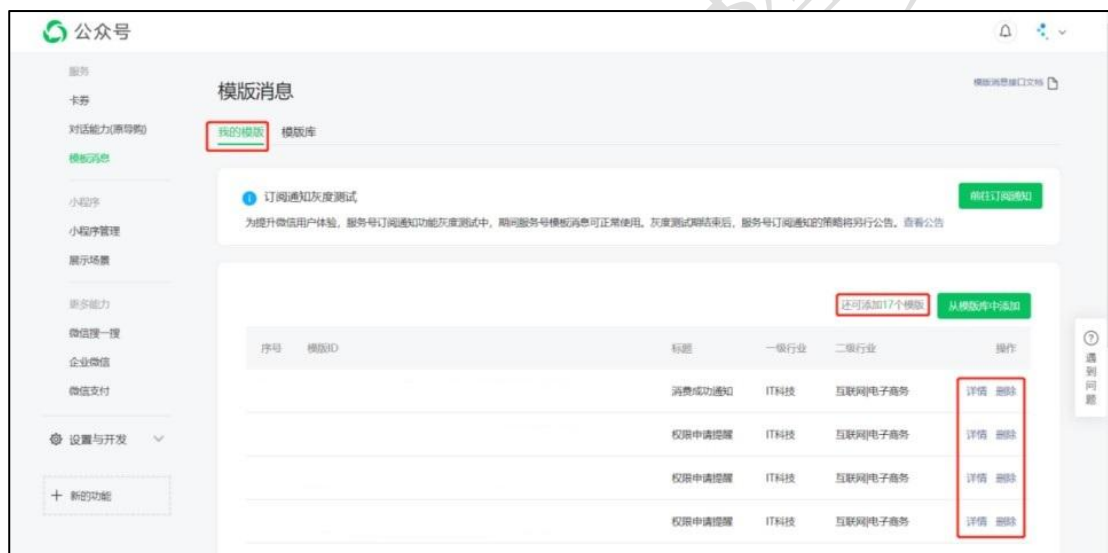 公众号
服务
卡券
对话能力(原导购)
模板消息
小程序
小程序管理
展示场景
更多能力
微信搜一搜
企业微信
微信支付
设置与开发
新的功能
模版消息
模版消息接口文档
我的模版 模版库
订阅通知灰度测试
前往订阅通知
为提升微信用户体验，服务号订阅通知功能灰度测试中，期间服务号模板消息可正常使用。灰度测试期结束后，服务号订阅通知的策略将另行公告。查看公告
还可添加17个模版 从模版库中添加
序号 模版ID 标题 一级行业 二级行业 操作
消费成功通知 IT科技 互联网|电子商务 详情 删除
权限申请提醒 IT科技 互联网|电子商务 详情 删除
权限申请提醒 IT科技 互联网|电子商务 详情 删除
权限申请提醒 IT科技 互联网|电子商务 详情 删除
遇到问题